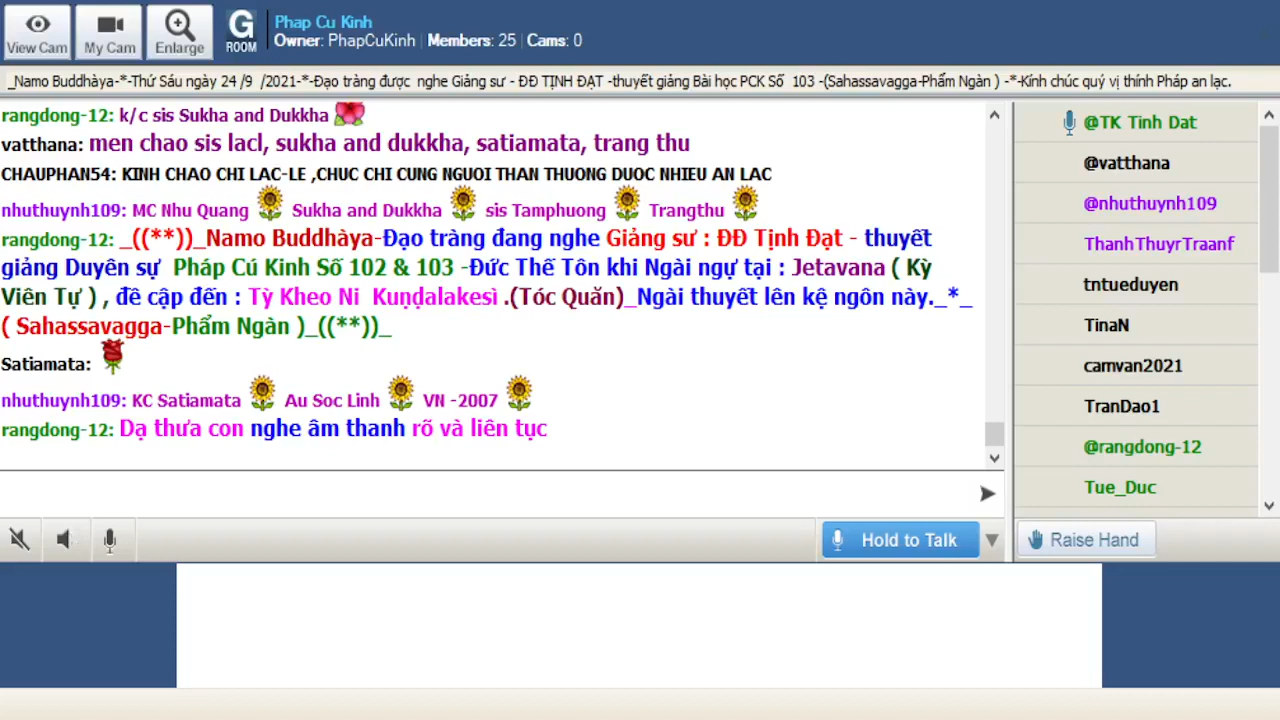 View Cam
My Cam
Enlarge
G
ROOM
Phap Cu Kinh
Owner: PhapCuKinh | Members: 25 | Cams: 0
_Namo Buddhàya-*-Thứ Sáu ngày 24 /9 /2021-*-Đạo tràng được nghe Giảng sư - ĐĐ TỊNH ĐẠT -thuyết giảng Bài học PCK Số 103 -(Sahassavagga-Phẩm Ngàn ) -*-Kính chúc quý vị thính Pháp an lạc.
rangdong-12: k/c sis Sukha and Dukkha
vatthana: men chao sis lacl, sukha and dukkha, satiamata, trang thu
CHAUPHAN54: KINH CHAO CHI LAC-LE ,CHUC CHI CUNG NGUOI THAN THUONG DUOC NHIEU AN LAC
nhuthuynh109: MC Nhu Quang Sukha and Dukkha sis Tamphuong Trangthu
rangdong-12: _((**))_Namo Buddhàya-Đạo tràng đang nghe Giảng sư : ĐĐ Tịnh Đạt - thuyết
giảng Duyên sự Pháp Cú Kinh Số 102 & 103 -Đức Thế Tôn khi Ngài ngự tại : Jetavana ( Kỳ
Viên Tự ) , đề cập đến : Tỳ Kheo Ni Kuṇḍalakesì .(Tóc Quăn)_Ngài thuyết lên kệ ngôn này._*_
( Sahassavagga-Phẩm Ngàn )_((**))_
Satiamata:
nhuthuynh109: KC Satiamata Au Soc Linh VN -2007
rangdong-12: Dạ thưa con nghe âm thanh rõ và liên tục
Hold to Talk
@TK Tinh Dat
@vatthana
@nhuthuynh109
ThanhThuyrTraanf
tntueduyen
TinaN
camvan2021
TranDao1
@rangdong-12
Tue_Duc
Raise Hand